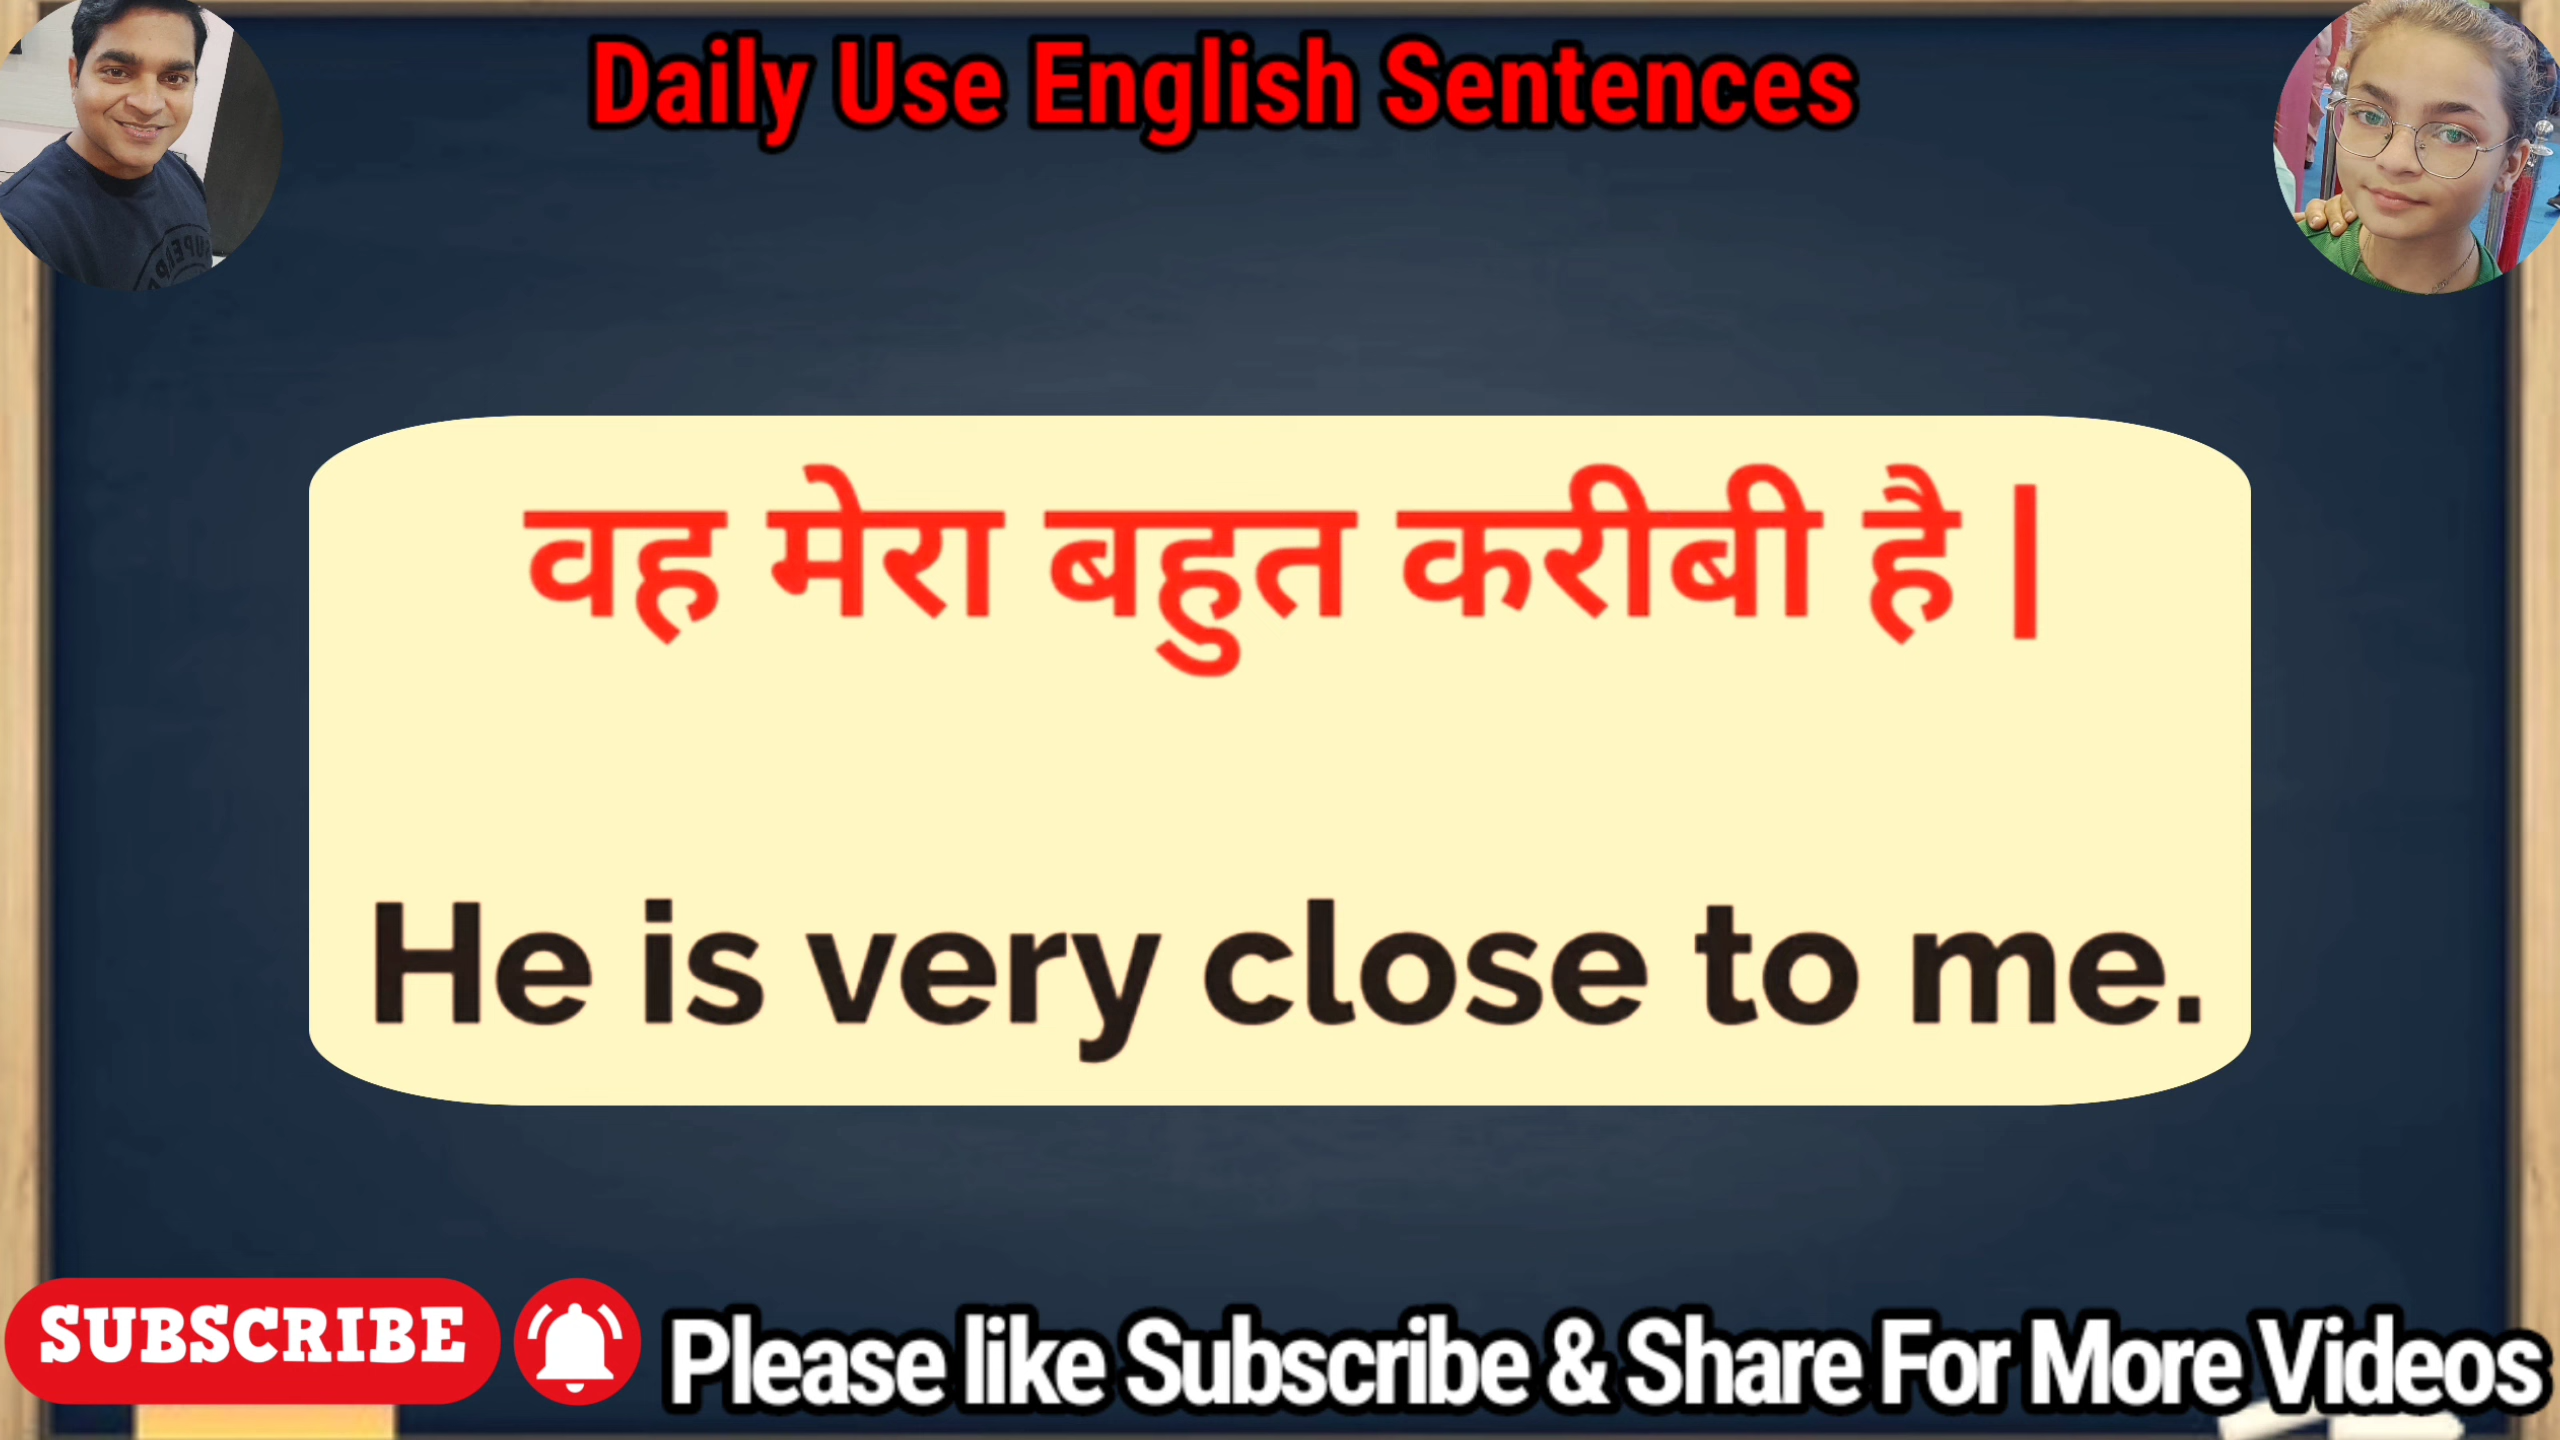 Daily Use English Sentences
वह मेरा बहुत करीबी है |
He is very close to me.
SUBSCRIBE
Please like Subscribe & Share For More Videos